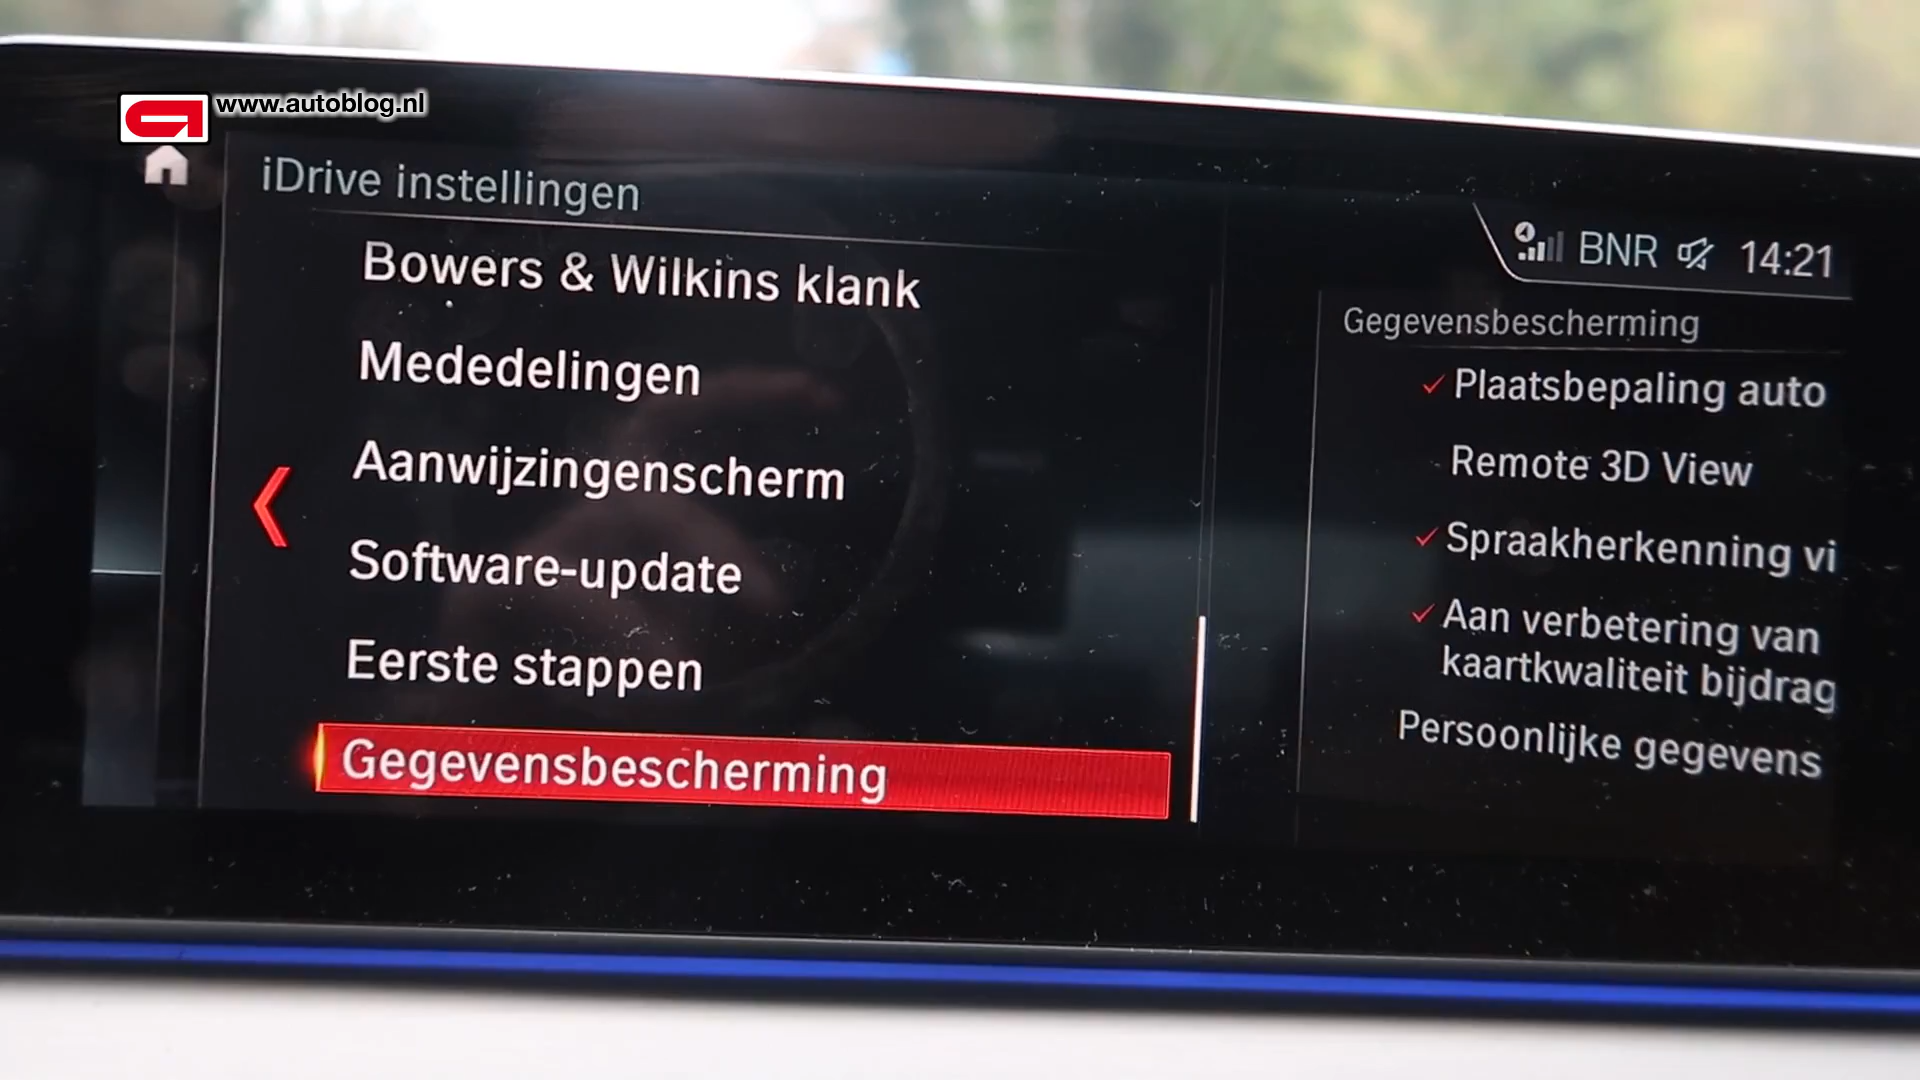 www.autoblog.nl
iDrive instellingen
Bowers & Wilkins klank
Mededelingen
Aanwijzingenscherm
Software-update
Eerste stappen
Gegevensbescherming
BNR 14:21
Gegevensbescherming
Plaatsbepaling auto
Remote 3D View
Spraakherkenning vi
Aan verbetering van
kaartkwaliteit bijdrag
Persoonlijke gegevens